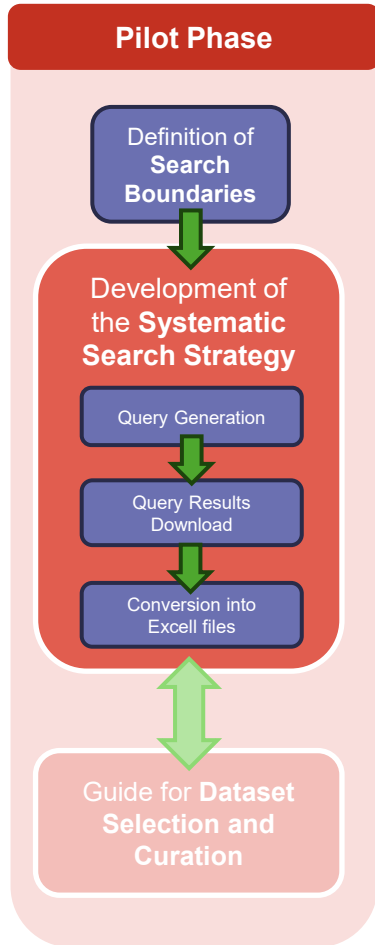 Pilot Phase
Definition of
Search
Boundaries
Development of
the Systematic
Search Strategy
Query Generation
Query Results
Download
Conversion into
Excell files
Guide for Dataset
Selection and
Curation